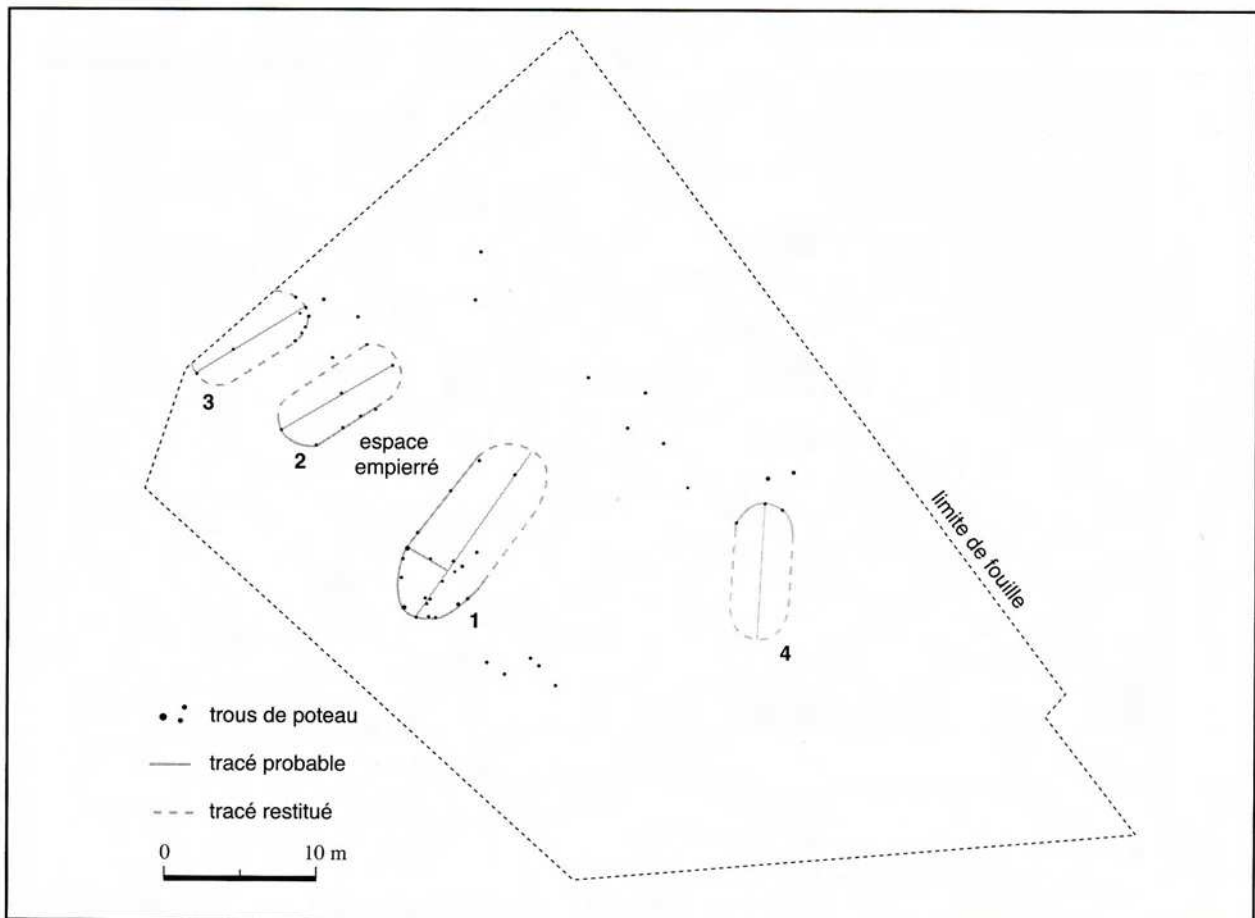 3
2
espace
empierré
limite de fouille
1
4
trous de poteau
tracé probable
tracé restitué
0 10 m